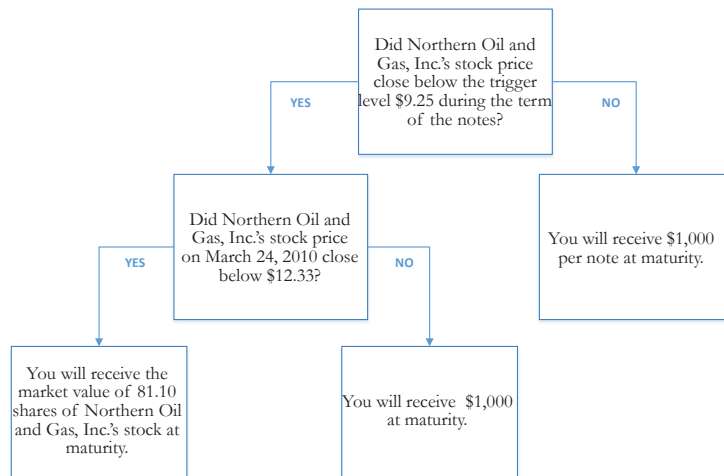 Did Northern Oil and
Gas, Inc.'s stock price
close below the trigger
level $9.25 during the term
of the notes?
YES
NO
Did Northern Oil and
Gas, Inc.'s stock price
on March 24, 2010 close
below $12.33?
You will receive $1,000
per note at maturity.
YES
NO
You will receive the
market value of 81.10
shares of Northern Oil
and Gas, Inc.'s stock at
maturity.
You will receive $1,000
at maturity.